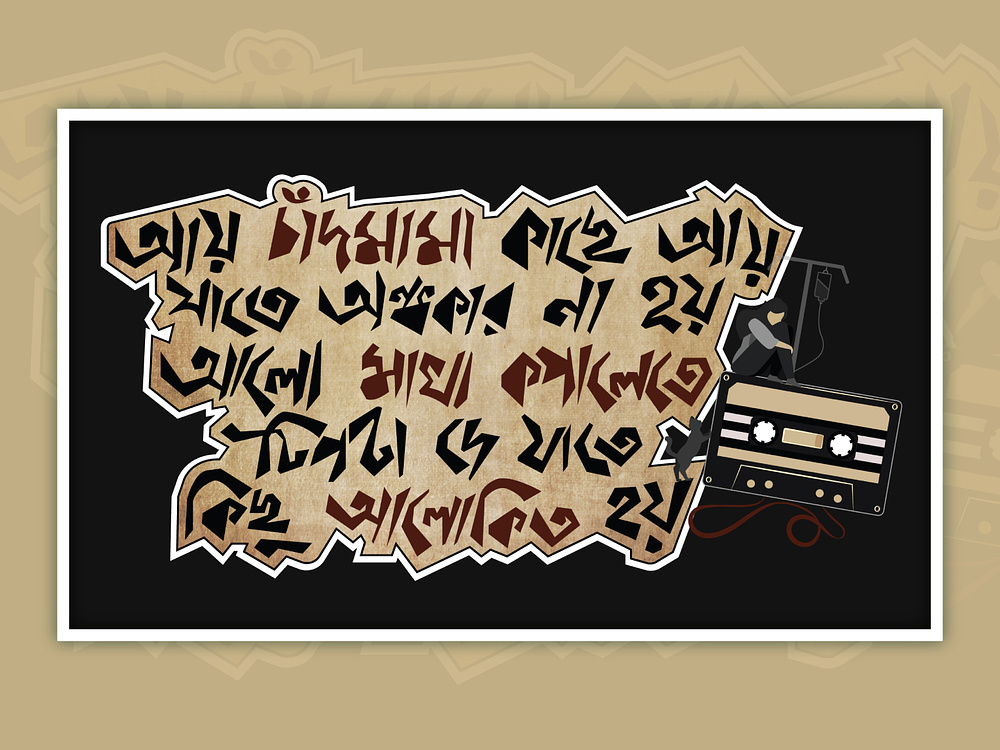 আয় চাঁদমামা কাছে আয়
যাতে অন্ধকার না হয়
আলো মাখা কপালেতে
টিপটা দে যাতে
কিছু আলোকিত হয়